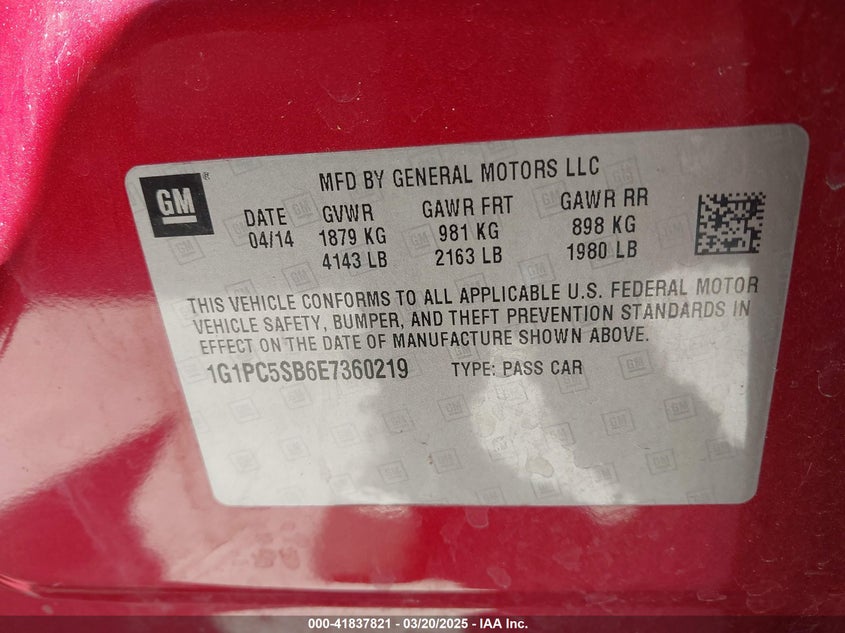 GM
MFD BY GENERAL MOTORS LLC
DATE GVWR GAWR FRT GAWR RR
04/14 1879 KG 981 KG 898 KG
4143 LB 2163 LB 1980 LB
THIS VEHICLE CONFORMS TO ALL APPLICABLE U.S. FEDERAL MOTOR
VEHICLE SAFETY, BUMPER, AND THEFT PREVENTION STANDARDS IN
EFFECT ON THE DATE OF MANUFACTURE SHOWN ABOVE.
1G1PC5SB6E7360219 TYPE: PASS CAR
000-41837821 - 03/20/2025 - IAA Inc.